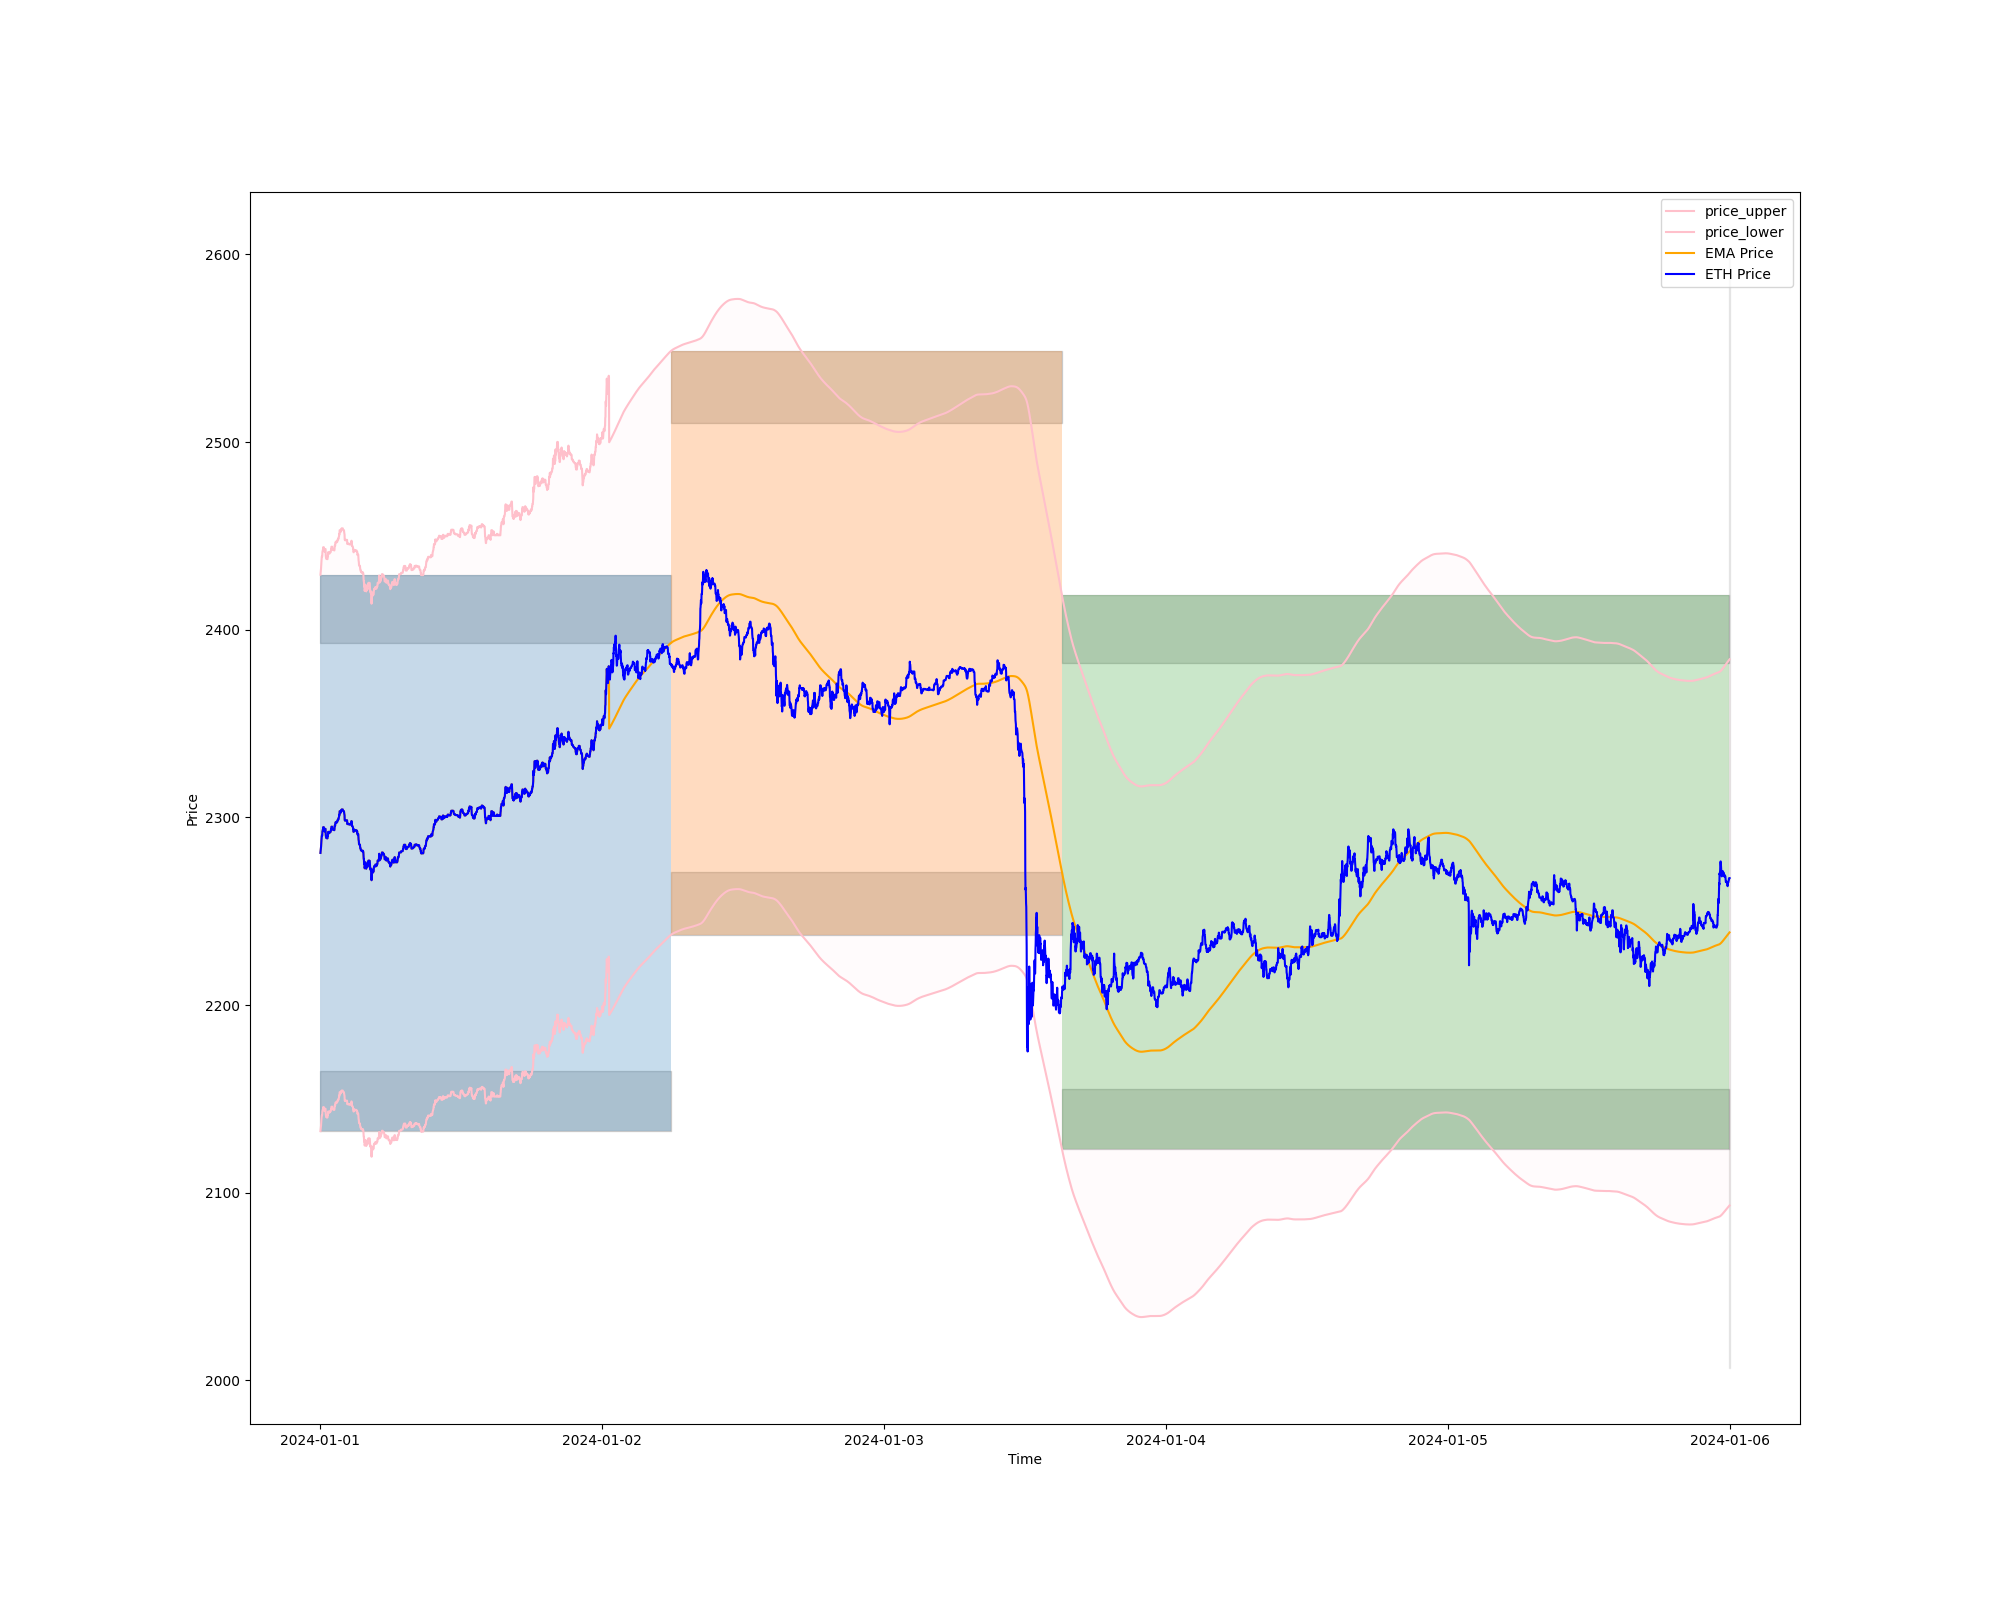 price_upper
price_lower
EMA Price
ETH Price
2600
2500
2400
2300
2200
2100
2000
Price
2024-01-01
2024-01-02
2024-01-03
2024-01-04
2024-01-05
2024-01-06
Time